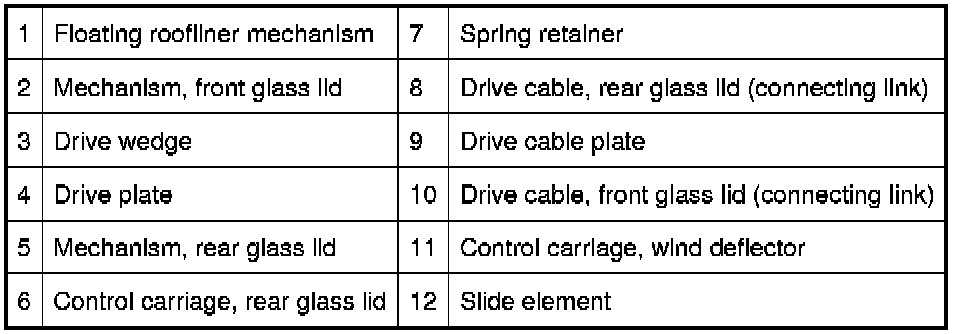 1 Floating roofliner mechanism 7 Spring retainer
2 Mechanism, front glass lid 8 Drive cable, rear glass lid (connecting link)
3 Drive wedge 9 Drive cable plate
4 Drive plate 10 Drive cable, front glass lid (connecting link)
5 Mechanism, rear glass lid 11 Control carriage, wind deflector
6 Control carriage, rear glass lid 12 Slide element